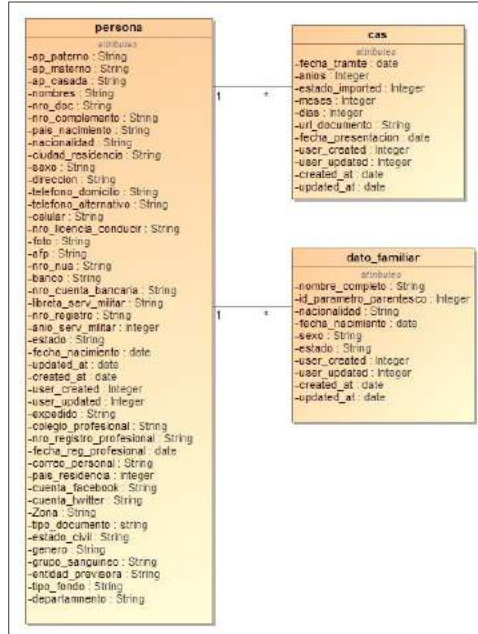 persona
attributes
-ap_paterno : String
-ap_materno : String
-ap_casada : String
-nombres : String
-nro_doc : String
-nro_complemento : String
-pais_nacimiento : String
-nacionalidad : String
-ciudad_residencia : String
-sexo : String
-direccion : String
-telefono_domicilio : String
-telefono_alternativo : String
-celular : String
-nro_licencia_conducir : String
-foto : String
-afp : String
-nro_nua : String
-banco : String
-nro_cuenta_bancaria : String
-libreta_serv_militar : String
-nro_registro : String
-anio_serv_militar : Integer
-estado : String
-fecha_nacimiento : date
-updated_at : date
-created_at : date
-user_created : Integer
-user_updated : Integer
-expedido : String
-colegio_profesional : String
-nro_registro_profesional : String
-fecha_reg_profesional : date
-correo_personal : String
-pais_residencia : Integer
-cuenta_facebook : String
-cuenta_twitter : String
-Zona : String
-tipo_documento : string
-estado_civil : String
-genero : String
-grupo_sanguineo : String
-entidad_previsora : String
-tipo_fondo : String
-departamnento : String
1 *
1 *
cas
attributes
-fecha_tramite : date
-anios : Integer
-estado_imported : Integer
-meses : Integer
-dias : Integer
-url_documento : String
-fecha_presentacion : date
-user_created : Integer
-user_updated : Integer
-created_at : date
-updated_at : date
dato_familiar
attributes
-nombre_completo : String
-id_parametro_parentesco : Integer
-nacionalidad : String
-fecha_nacimiento : date
-sexo : String
-estado : String
-user_created : Integer
-user_updated : Integer
-created_at : date
-updated_at : date